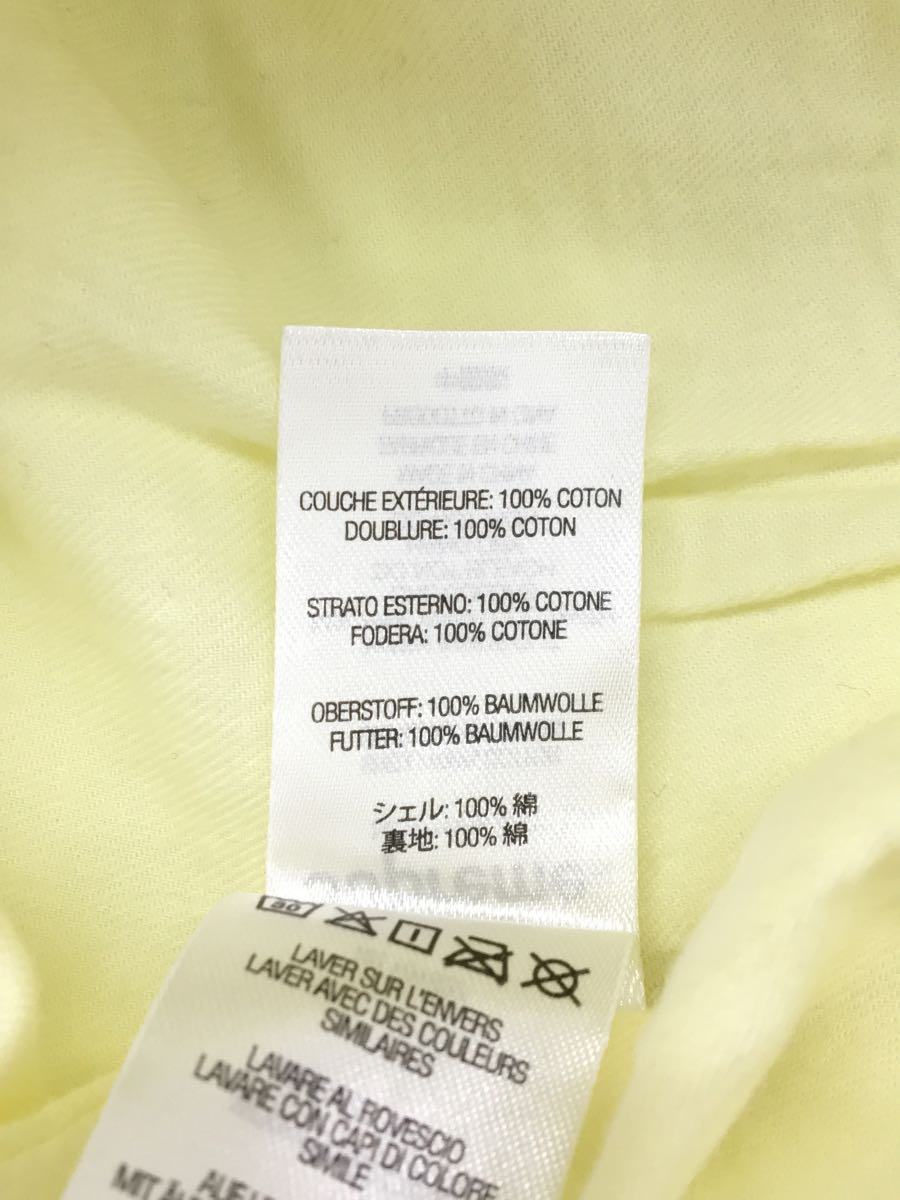 COUCHE EXTÉRIEURE: 100% COTON
DOUBLURE: 100% COTON
STRATO ESTERNO: 100% COTONE
FODERA: 100% COTONE
OBERSTOFF: 100% BAUMWOLLE
FUTTER: 100% BAUMWOLLE
シェル: 100% 綿
裏地: 100% 綿
30
LAVER SUR L'ENVERS
LAVER AVEC DES COULEURS
SIMILAIRES
LAVARE AL ROVESCIO
LAVARE CON CAPI DI COLORE
SIMILE
AUF
MIT